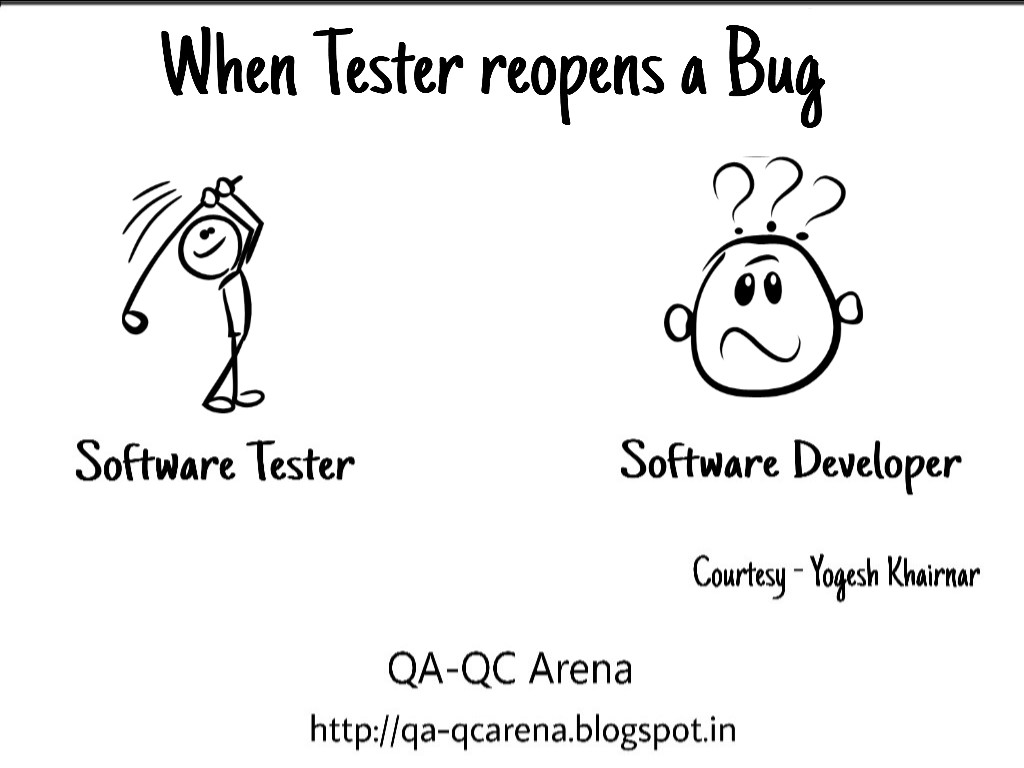 When Tester reopens a Bug
???
Software Tester
Software Developer
Courtesy - Yogesh Khairnar
QA-QC Arena
http://qa-qcarena.blogspot.in